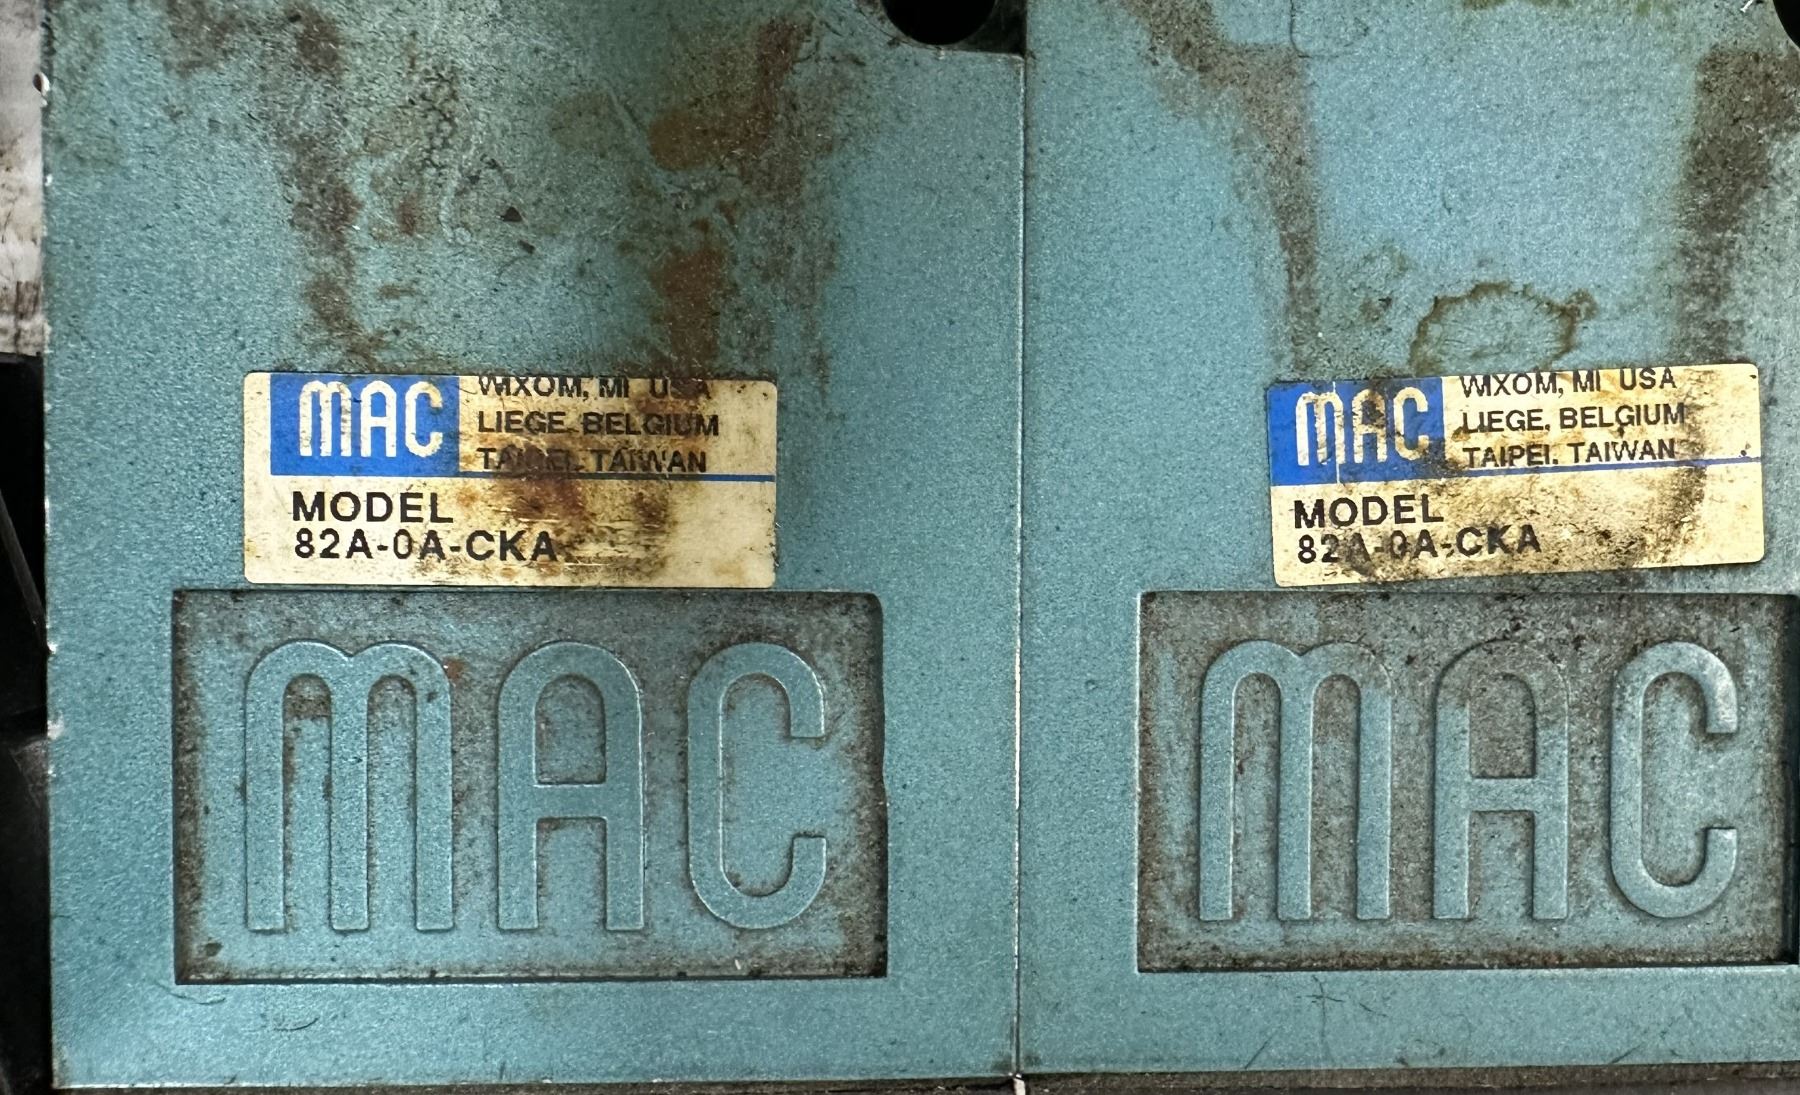 MAC
WIXOM, MI USA
LIEGE, BELGIUM
TAIPEI, TAIWAN
MODEL
82A-0A-CKA
MAC
MAC
WIXOM, MI USA
LIEGE, BELGIUM
TAIPEI, TAIWAN
MODEL
82A-0A-CKA
MAC